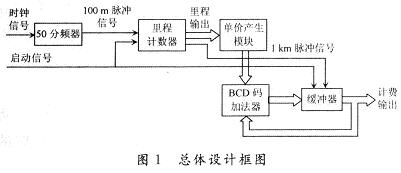 时钟
信号
50 分频器
100 m 脉冲
信号
里程
计数器
里程
输出
单价产生
模块
1 km 脉冲信号
启动信号
BCD 码
加法器
缓冲器
计费
输出
图 1 总体设计框图